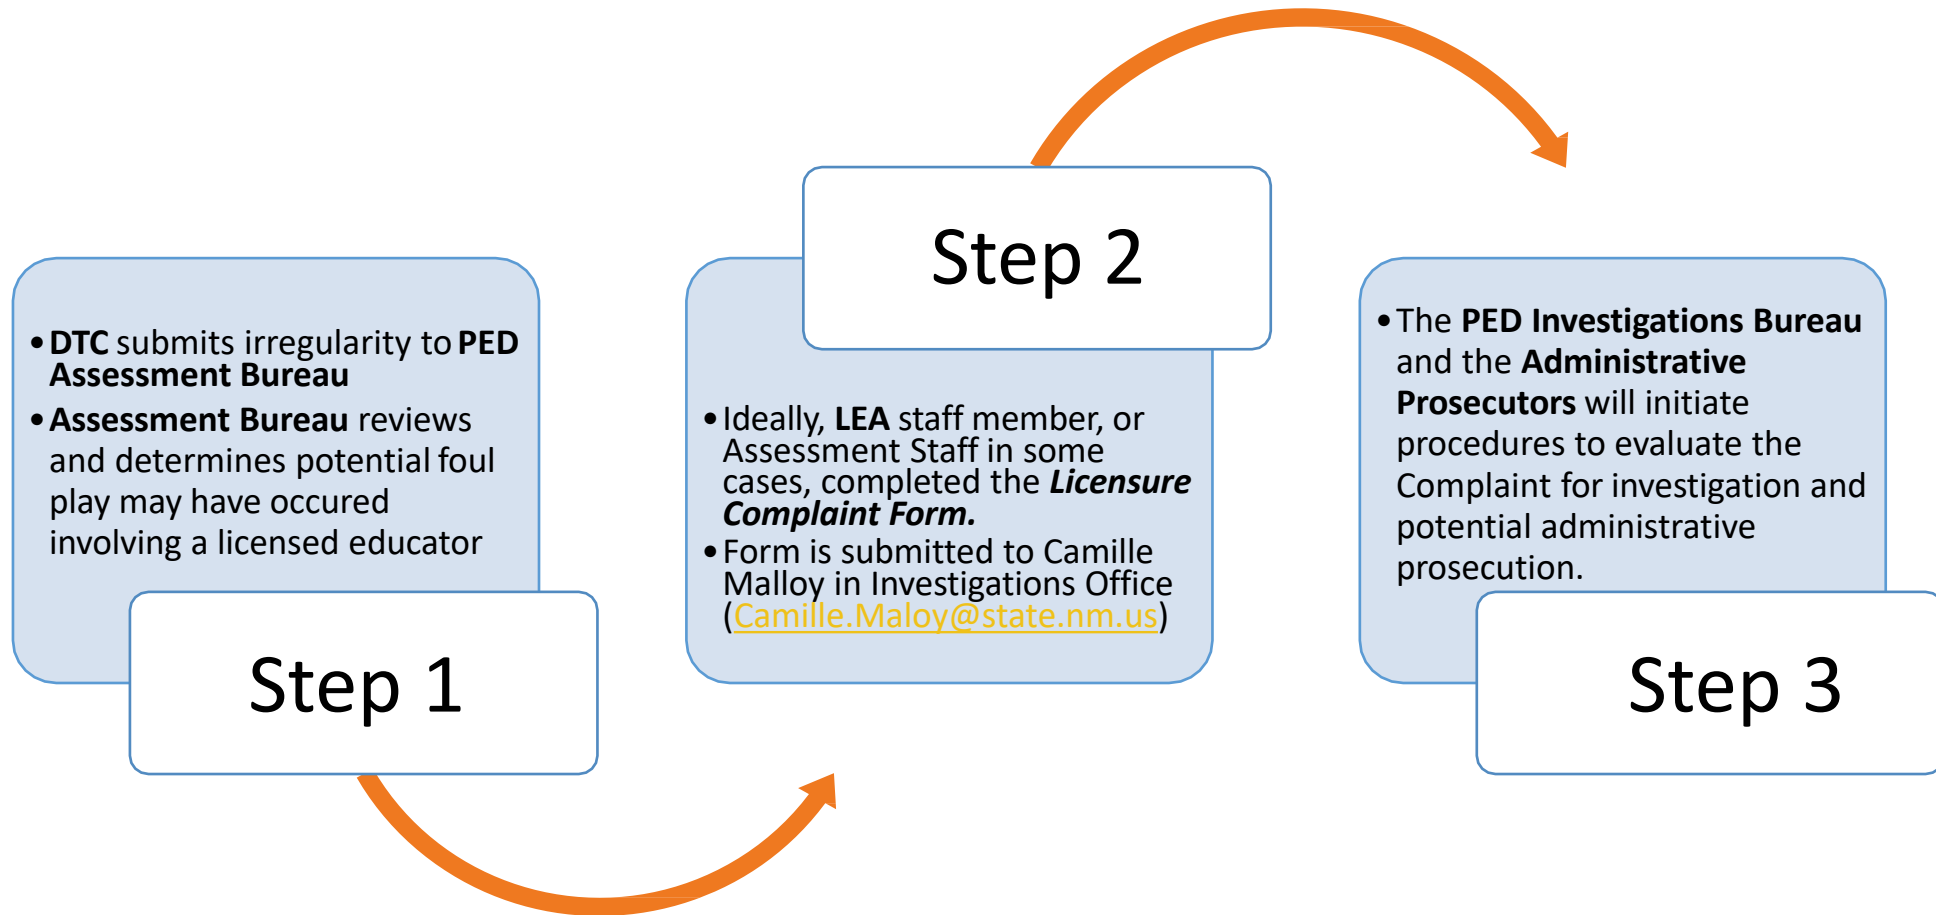 • DTC submits irregularity to PED
Assessment Bureau
• Assessment Bureau reviews
and determines potential foul
play may have occured
involving a licensed educator
Step 1
Step 2
• Ideally, LEA staff member, or
Assessment Staff in some
cases, completed the Licensure
Complaint Form.
• Form is submitted to Camille
Malloy in Investigations Office
(Camille.Maloy@state.nm.us)
• The PED Investigations Bureau
and the Administrative
Prosecutors will initiate
procedures to evaluate the
Complaint for investigation and
potential administrative
prosecution.
Step 3